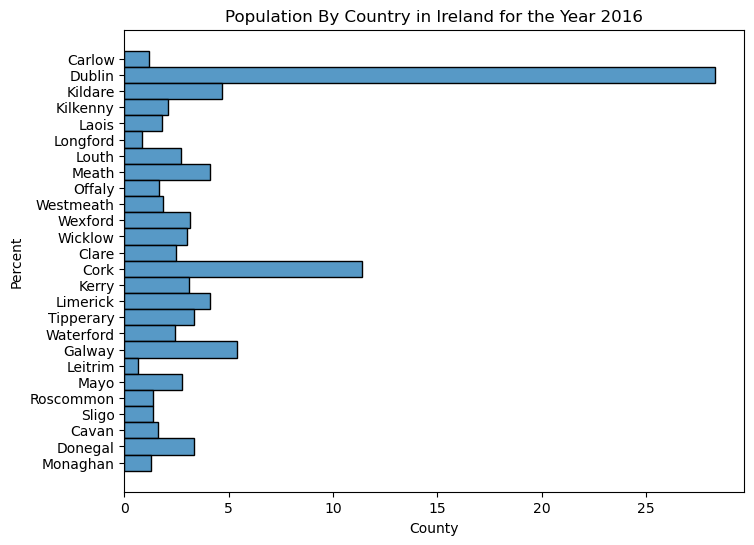 Population By Country in Ireland for the Year 2016
Carlow
Dublin
Kildare
Kilkenny
Laois
Longford
Louth
Meath
Offaly
Westmeath
Wexford
Wicklow
Clare
Cork
Kerry
Limerick
Tipperary
Waterford
Galway
Leitrim
Mayo
Roscommon
Sligo
Cavan
Donegal
Monaghan
Percent
0 5 10 15 20 25
County